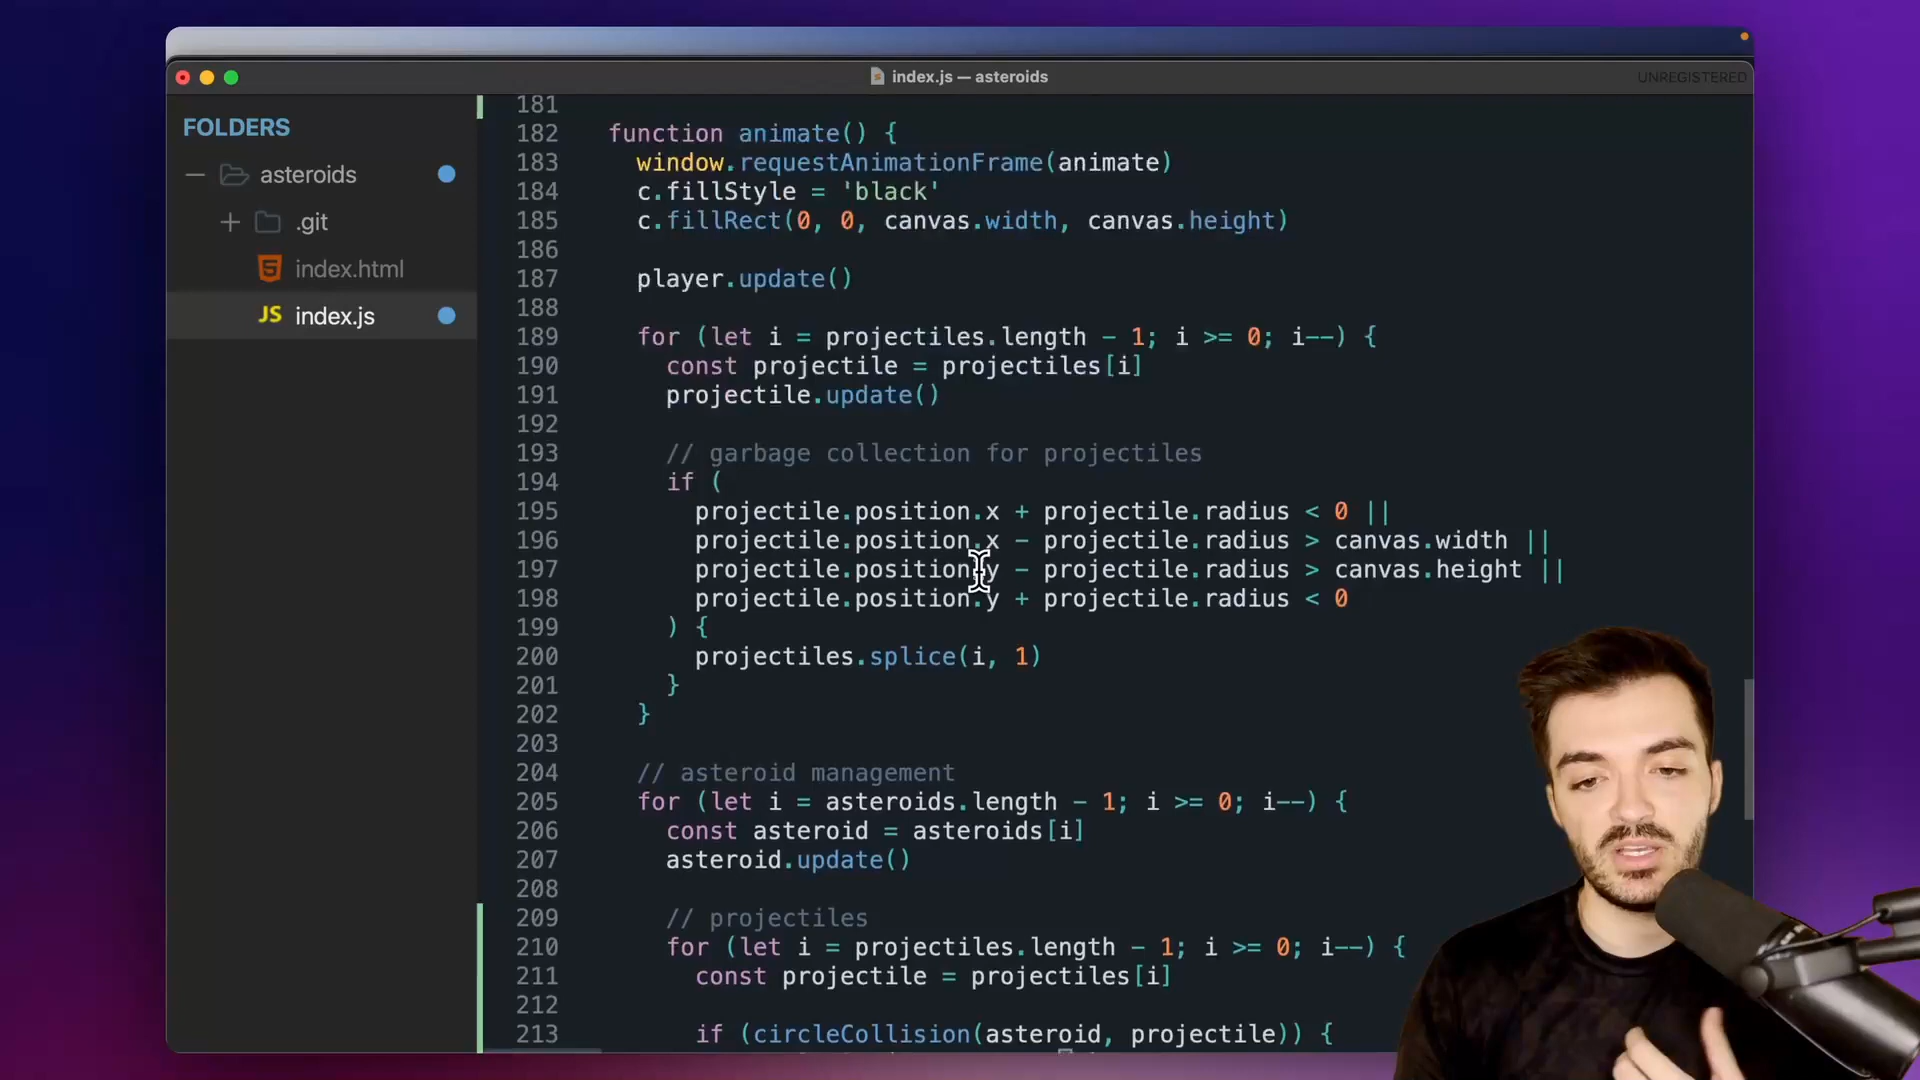 index.js — asteroids
UNREGISTERED
FOLDERS
asteroids
.git
index.html
JS index.js
181
182 function animate() {
183 window.requestAnimationFrame(animate)
184 c.fillStyle = 'black'
185 c.fillRect(0, 0, canvas.width, canvas.height)
186
187 player.update()
188
189 for (let i = projectiles.length - 1; i >= 0; i--) {
190 const projectile = projectiles[i]
191 projectile.update()
192
193 // garbage collection for projectiles
194 if (
195 projectile.position.x + projectile.radius < 0 ||
196 projectile.position.x - projectile.radius > canvas.width ||
197 projectile.position.y - projectile.radius > canvas.height ||
198 projectile.position.y + projectile.radius < 0
199 ) {
200 projectiles.splice(i, 1)
201 }
202 }
203
204 // asteroid management
205 for (let i = asteroids.length - 1; i >= 0; i--) {
206 const asteroid = asteroids[i]
207 asteroid.update()
208
209 // projectiles
210 for (let i = projectiles.length - 1; i >= 0; i--) {
211 const projectile = projectiles[i]
212
213 if (circleCollision(asteroid, projectile)) {